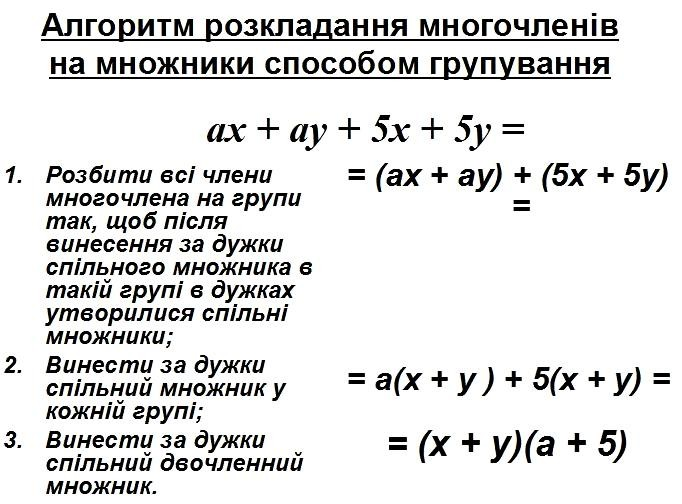 Алгоритм розкладання многочленів
на множники способом групування
ax + ay + 5x + 5y =
1. Розбити всі члени
многочлена на групи
так, щоб після
винесення за дужки
спільного множника в
такій групі в дужках
утворилися спільні
множники;
= (ax + ay) + (5x + 5y)
=
2. Винести за дужки
спільний множник у
кожній групі;
= a(x + y ) + 5(x + y) =
3. Винести за дужки
спільний двочленний
множник.
= (x + y)(a + 5)